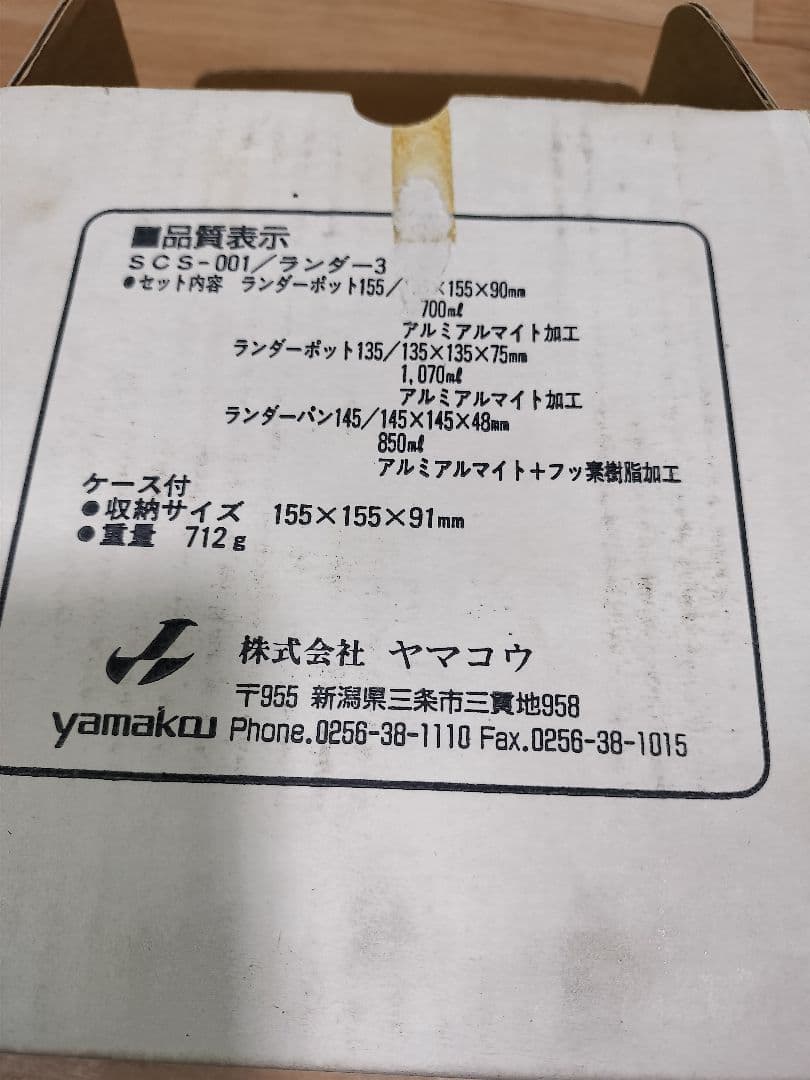 ■品質表示
SCS-001/ランダー3
●セット内容 ランダーポット155/ ×155×90mm
700ml
アルミアルマイト加工
ランダーポット135/135×135×75mm
1,070ml
アルミアルマイト加工
ランダーパン145/145×145×48mm
850ml
アルミアルマイト+フッ素樹脂加工
ケース付
●収納サイズ 155×155×91mm
●重量 712g
株式会社 ヤマコウ
〒955 新潟県三条市三貫地958
yamakou Phone.0256-38-1110 Fax.0256-38-1015